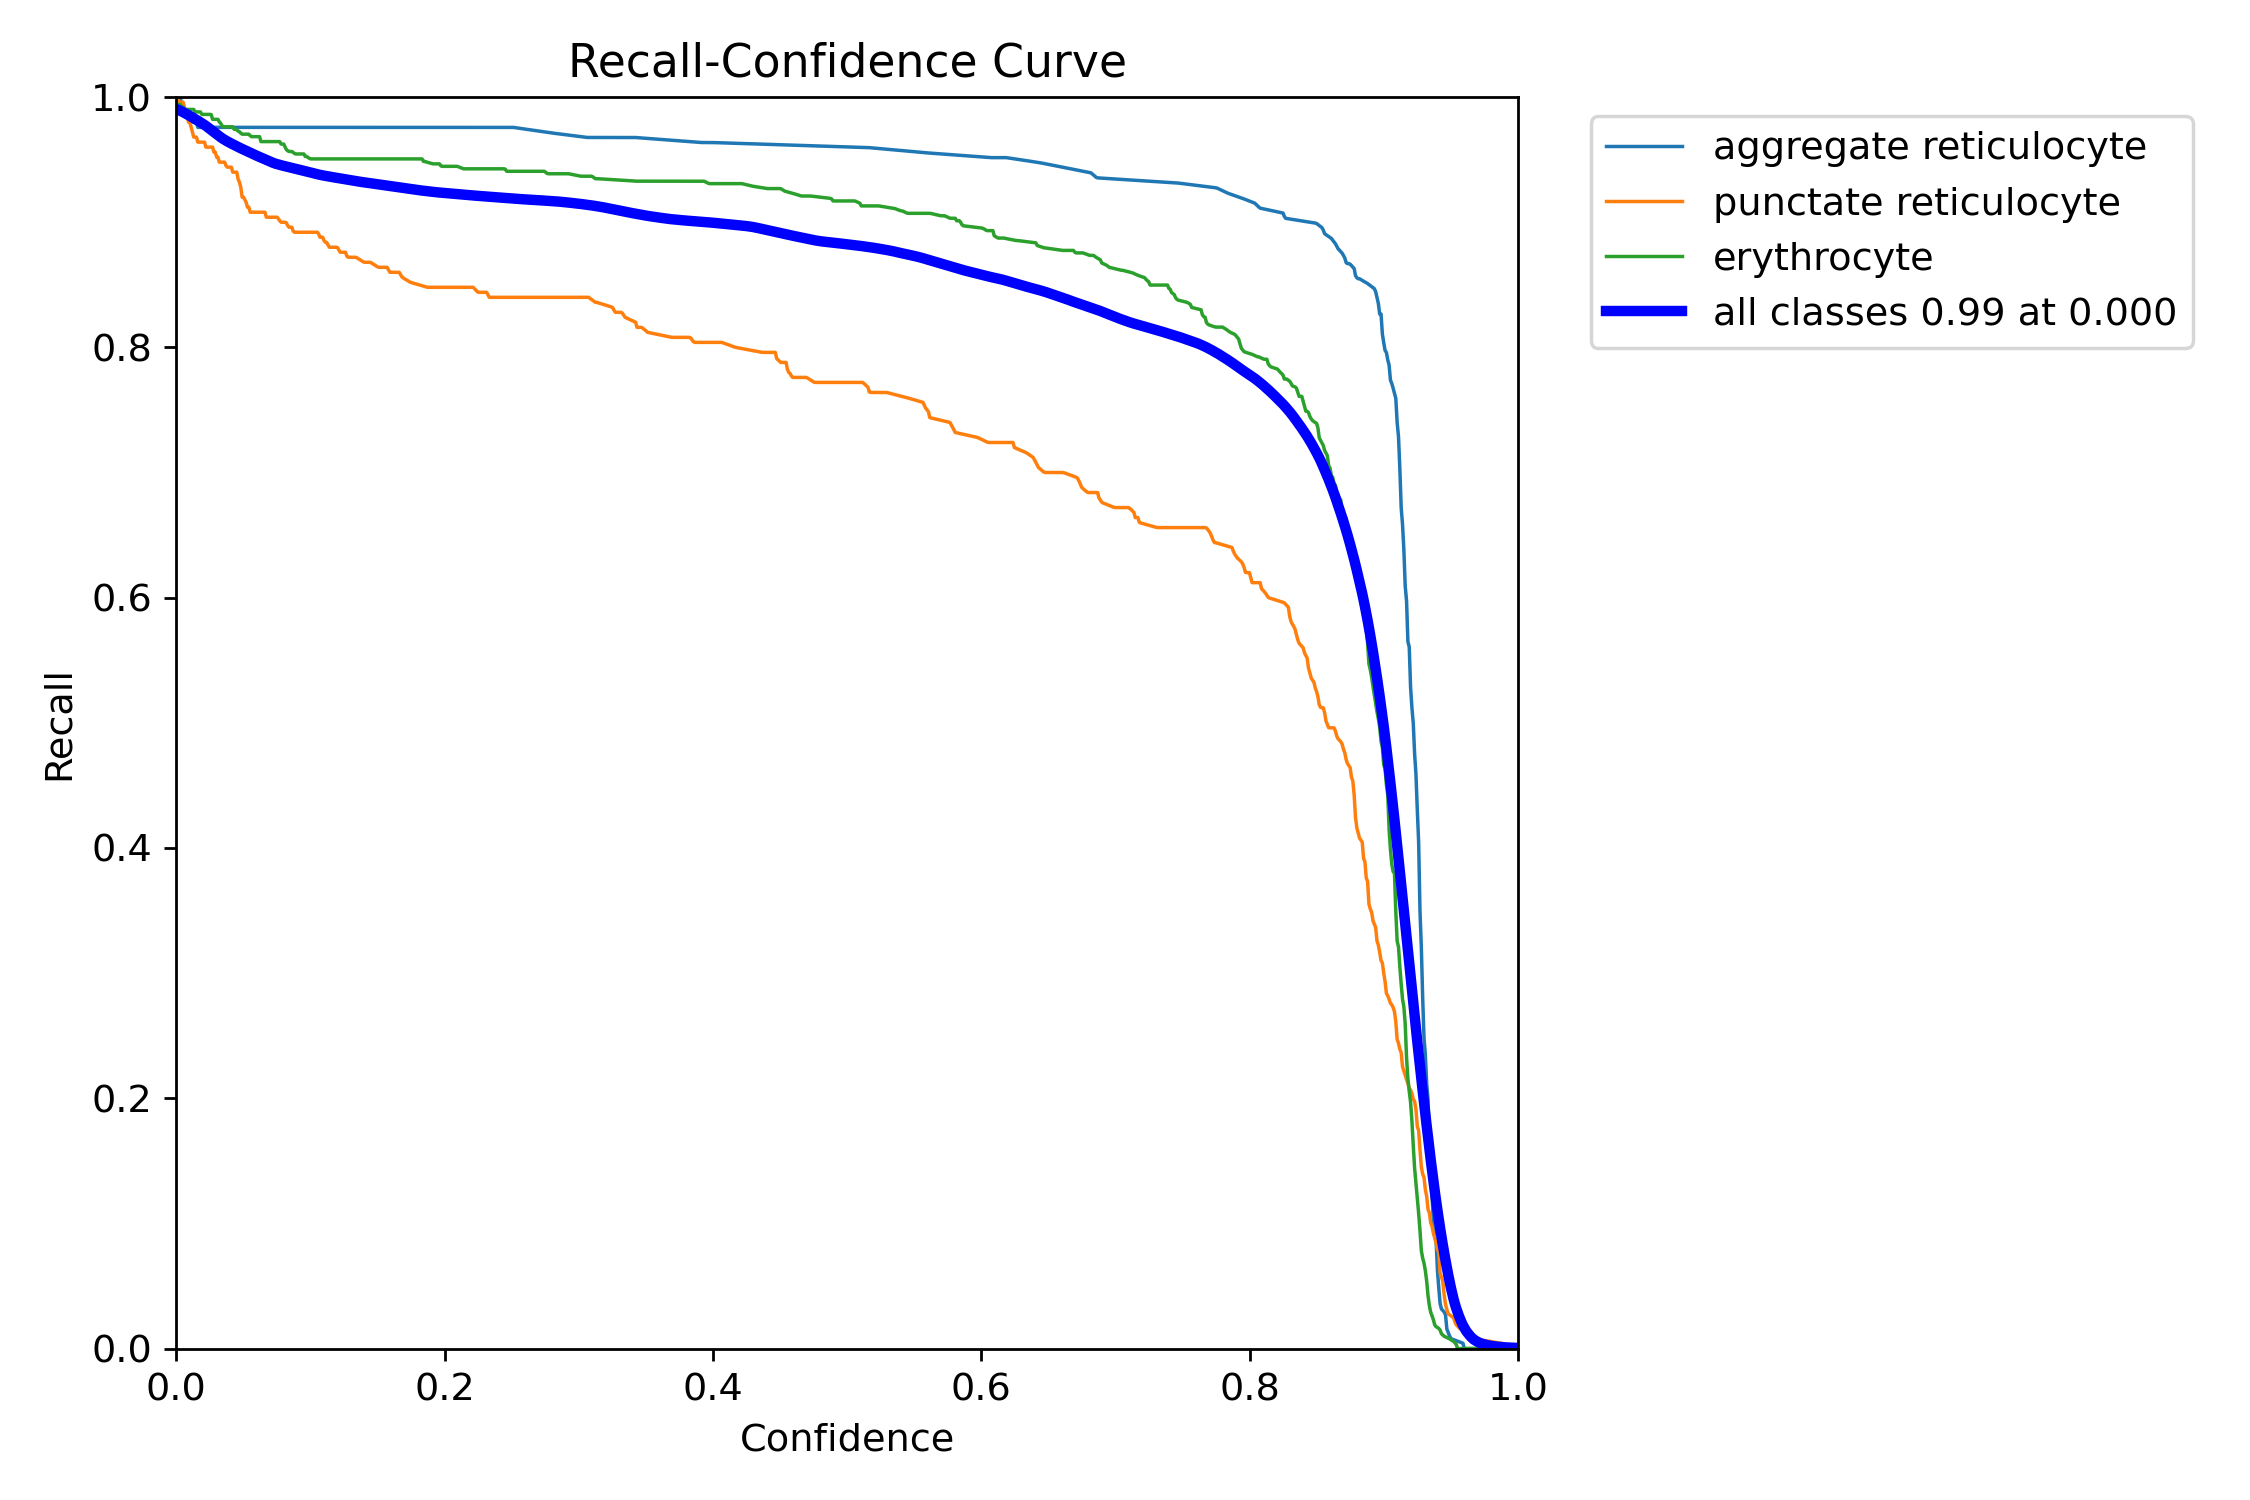 Recall-Confidence Curve
1.0
0.8
0.6
0.4
0.2
0.0
Recall
0.0 0.2 0.4 0.6 0.8 1.0
Confidence
aggregate reticulocyte
punctate reticulocyte
erythrocyte
all classes 0.99 at 0.000